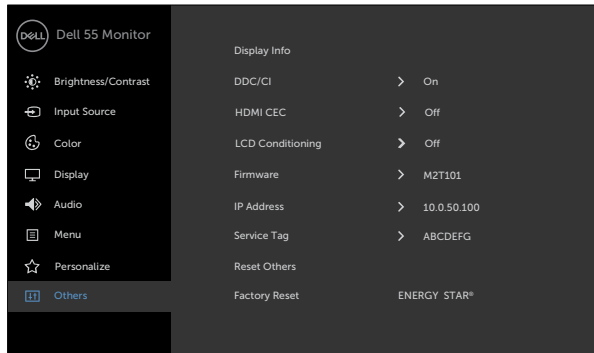 DELL Dell 55 Monitor
Display Info
Brightness/Contrast DDC/CI > On
Input Source HDMI CEC > Off
Color LCD Conditioning > Off
Display Firmware > M2T101
Audio IP Address > 10.0.50.100
Menu Service Tag > ABCDEFG
Personalize Reset Others
Others Factory Reset ENERGY STAR®